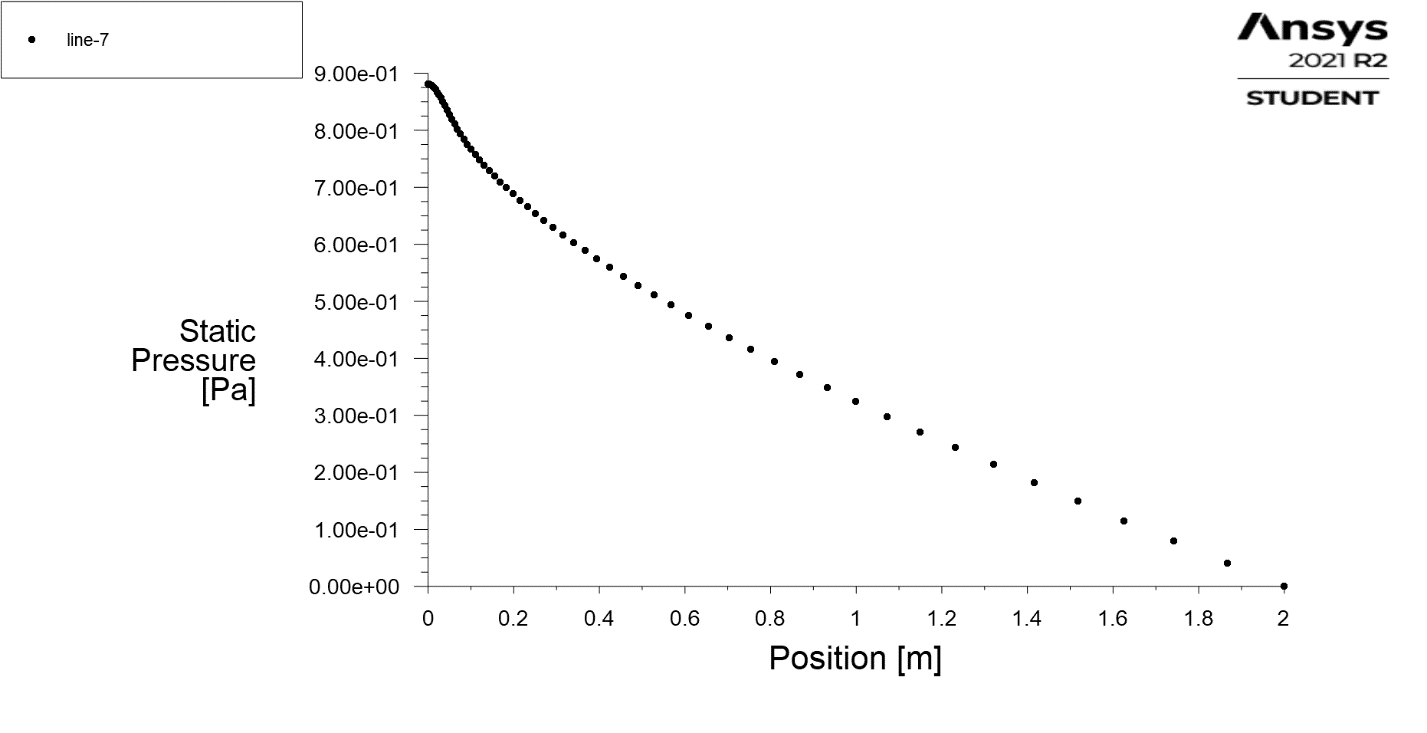 line-7
Ansys
2021 R2
STUDENT
9.00e-01
8.00e-01
7.00e-01
6.00e-01
5.00e-01
4.00e-01
3.00e-01
2.00e-01
1.00e-01
0.00e+00
Static
Pressure
[Pa]
0 0.2 0.4 0.6 0.8 1 1.2 1.4 1.6 1.8 2
Position [m]